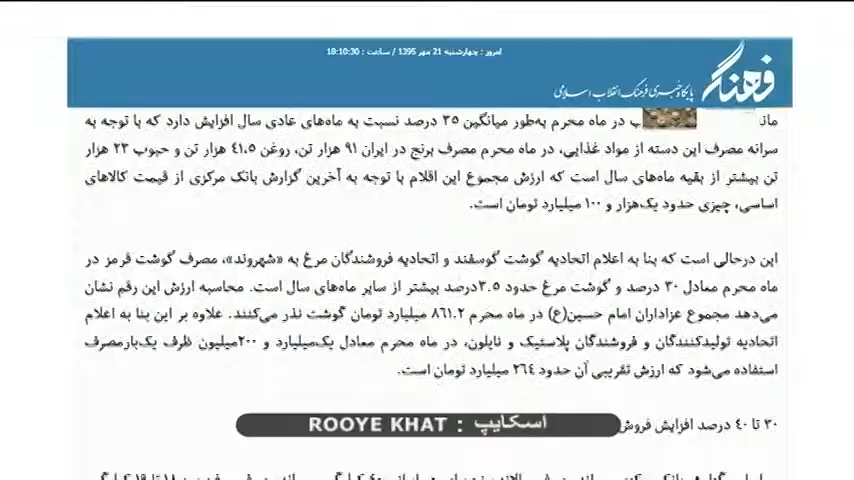 امروز : چهارشنبه 21 مهر 1395 / ساعت : 18:10:30
فرهنگ
پایگاه خبری فرهنگ انقلاب اسلامی
در ماه محرم به‌طور میانگین ۳۵ درصد نسبت به ماه‌های عادی سال افزایش دارد که با توجه به
سرانه مصرف این دسته از مواد غذایی، در ماه محرم مصرف برنج در ایران ۹۱ هزار تن، روغن ۴۱.۵ هزار تن و حبوب ۲۳ هزار
تن بیشتر از بقیه ماه‌های سال است که ارزش مجموع این اقلام با توجه به آخرین گزارش بانک مرکزی از قیمت کالاهای
اساسی، چیزی حدود یک‌هزار و ۱۰۰ میلیارد تومان است.
این درحالی است که بنا به اعلام اتحادیه گوشت گوسفند و اتحادیه فروشندگان مرغ به «شهروند»، مصرف گوشت قرمز در
ماه محرم معادل ۳۰ درصد و گوشت مرغ حدود ۳.۵درصد بیشتر از سایر ماه‌های سال است. محاسبه ارزش این رقم نشان
می‌دهد مجموع عزاداران امام حسین(ع) در ماه محرم ۸۶۱.۲ میلیارد تومان گوشت نذر می‌کنند. علاوه بر این بنا به اعلام
اتحادیه تولیدکنندگان و فروشندگان پلاستیک و نایلون، در ماه محرم معادل یک‌میلیارد و ۲۰۰میلیون ظرف یک‌بارمصرف
استفاده می‌شود که ارزش تقریبی آن حدود ۲۶۴ میلیارد تومان است.
۳۰ تا ۴۰ درصد افزایش فروش
اسکایپ : ROOYE KHAT